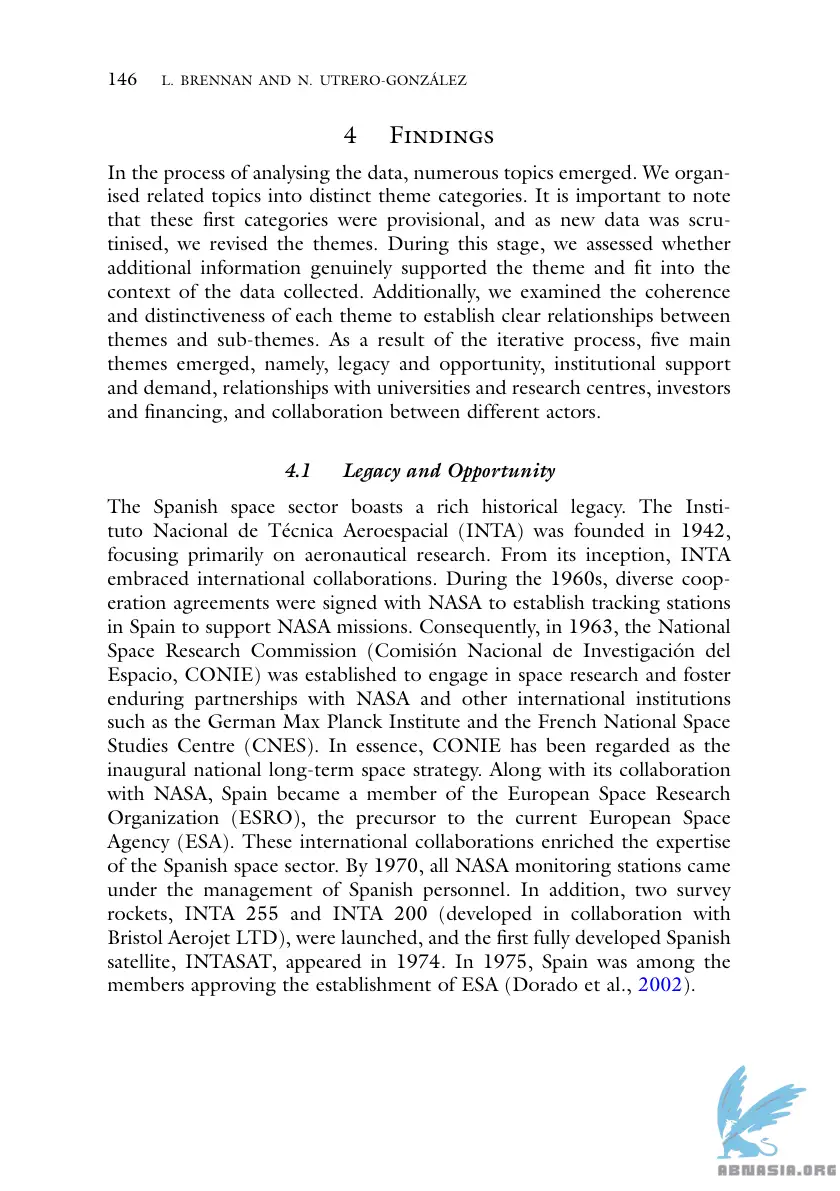 146 L. BRENNAN AND N. UTRERO-GONZÁLEZ
4 Findings
In the process of analysing the data, numerous topics emerged. We organ-
ised related topics into distinct theme categories. It is important to note
that these first categories were provisional, and as new data was scru-
tinised, we revised the themes. During this stage, we assessed whether
additional information genuinely supported the theme and fit into the
context of the data collected. Additionally, we examined the coherence
and distinctiveness of each theme to establish clear relationships between
themes and sub-themes. As a result of the iterative process, five main
themes emerged, namely, legacy and opportunity, institutional support
and demand, relationships with universities and research centres, investors
and financing, and collaboration between different actors.
4.1 Legacy and Opportunity
The Spanish space sector boasts a rich historical legacy. The Insti-
tuto Nacional de Técnica Aeroespacial (INTA) was founded in 1942,
focusing primarily on aeronautical research. From its inception, INTA
embraced international collaborations. During the 1960s, diverse coop-
eration agreements were signed with NASA to establish tracking stations
in Spain to support NASA missions. Consequently, in 1963, the National
Space Research Commission (Comisión Nacional de Investigación del
Espacio, CONIE) was established to engage in space research and foster
enduring partnerships with NASA and other international institutions
such as the German Max Planck Institute and the French National Space
Studies Centre (CNES). In essence, CONIE has been regarded as the
inaugural national long-term space strategy. Along with its collaboration
with NASA, Spain became a member of the European Space Research
Organization (ESRO), the precursor to the current European Space
Agency (ESA). These international collaborations enriched the expertise
of the Spanish space sector. By 1970, all NASA monitoring stations came
under the management of Spanish personnel. In addition, two survey
rockets, INTA 255 and INTA 200 (developed in collaboration with
Bristol Aerojet LTD), were launched, and the first fully developed Spanish
satellite, INTASAT, appeared in 1974. In 1975, Spain was among the
members approving the establishment of ESA (Dorado et al., 2002).
ABNASIA.ORG